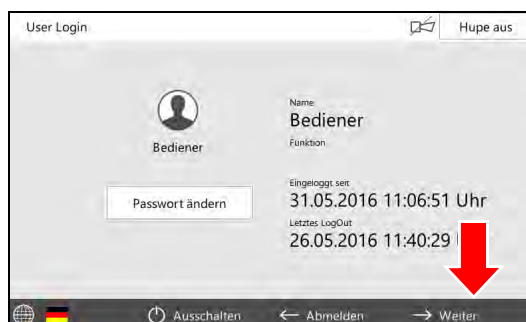 User Login
Hupe aus
Bediener
Passwort ändern
Name
Bediener
Funktion
Eingeloggt seit
31.05.2016 11:06:51 Uhr
Letztes LogOut
26.05.2016 11:40:29
Ausschalten
Abmelden
Weiter